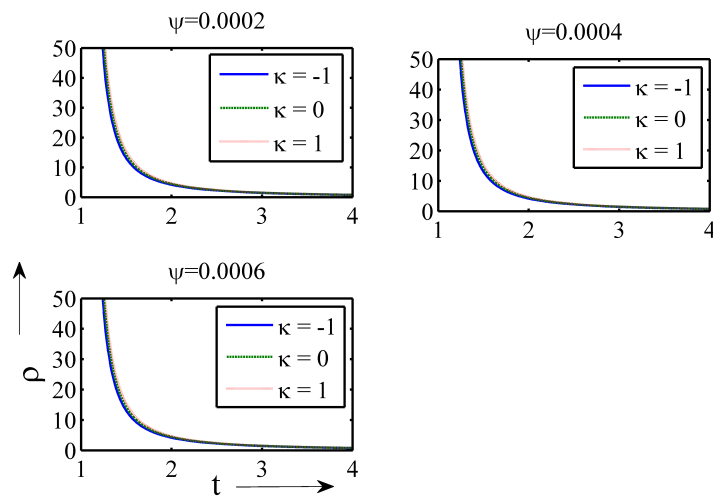 ψ=0.0002
50
40
30
20
10
0
1 2 3 4
κ = -1
κ = 0
κ = 1
ψ=0.0004
50
40
30
20
10
0
1 2 3 4
κ = -1
κ = 0
κ = 1
ψ=0.0006
50
40
30
20
10
0
1 2 3 4
κ = -1
κ = 0
κ = 1
ρ
t